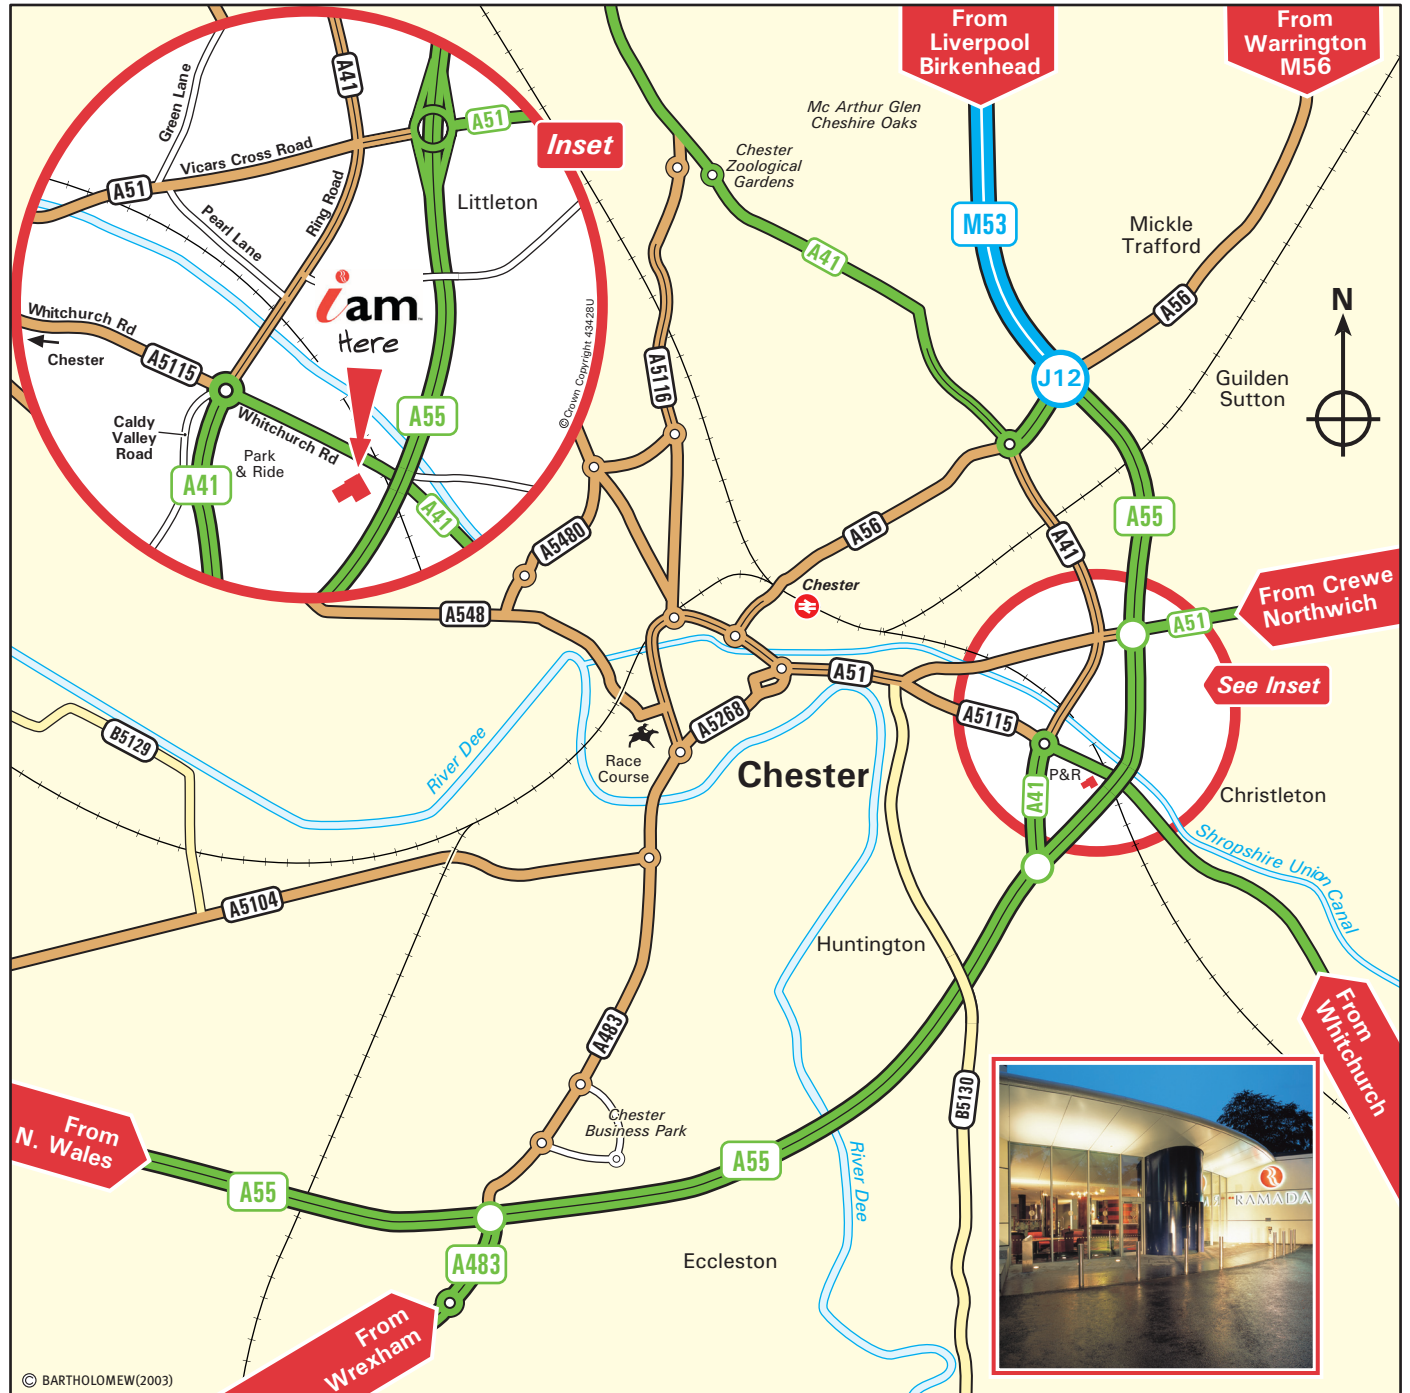 From
Liverpool
Birkenhead
From
Warrington
M56
A41
Green Lane
A51
Inset
Vicars Cross Road
A51
Ring Road
Littleton
Pearl Lane
iam
Here
Whitchurch Rd
Chester
A5115
Caldy
Valley
Road
Whitchurch Rd
Park
& Ride
A55
A41
A41
©Crown Copyright 43428U
Mc Arthur Glen
Cheshire Oaks
Chester
Zoological
Gardens
M53
Mickle
Trafford
A41
A56
N
J12
A5116
Guilden
Sutton
A55
A56
A41
A5480
A548
Chester
From Crewe
Northwich
A51
See Inset
A51
A5115
A5268
B5129
River Dee
Race
Course
Chester
P&R
A41
Christleton
Shropshire Union Canal
A5104
Huntington
From
Whitchurch
A483
B5130
Chester
Business Park
From
N. Wales
A55
A55
River Dee
RAMADA
A483
Eccleston
From
Wrexham
© BARTHOLOMEW(2003)